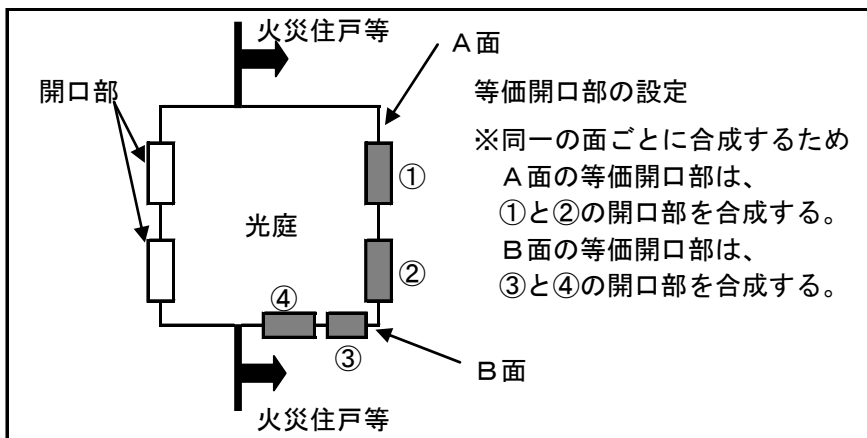 火災住戸等
A面
開口部
等価開口部の設定
※同一の面ごとに合成するため
A面の等価開口部は、
①
①と②の開口部を合成する。
光庭
B面の等価開口部は、
②
③と④の開口部を合成する。
④
③
B面
火災住戸等